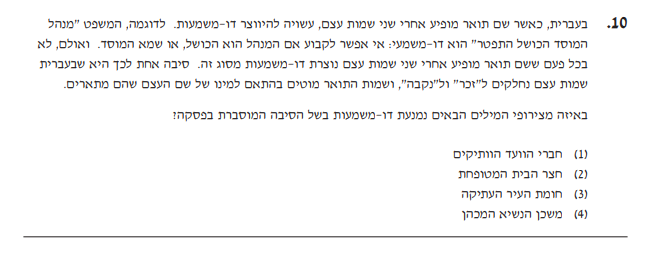 10. בעברית, כאשר שם תואר מופיע אחרי שני שמות עצם, עשויה להיווצר דו-משמעות. לדוגמה, המשפט "מנהל
המוסד הכושל התפטר" הוא דו-משמעי: אי אפשר לקבוע אם המנהל הוא הכושל, או שמא המוסד. ואולם, לא
בכל פעם ששם תואר מופיע אחרי שני שמות עצם נוצרת דו-משמעות מסוג זה. סיבה אחת לכך היא שבעברית
שמות עצם נחלקים ל"זכר" ול"נקבה", ושמות התואר מוטים בהתאם למינו של שם העצם שהם מתארים.
באיזה מצירופי המילים הבאים נמנעת דו-משמעות בשל הסיבה המוסברת בפסקה?
(1) חברי הוועד הוותיקים
(2) חצר הבית המטופחת
(3) חומת העיר העתיקה
(4) משכן הנשיא המכהן